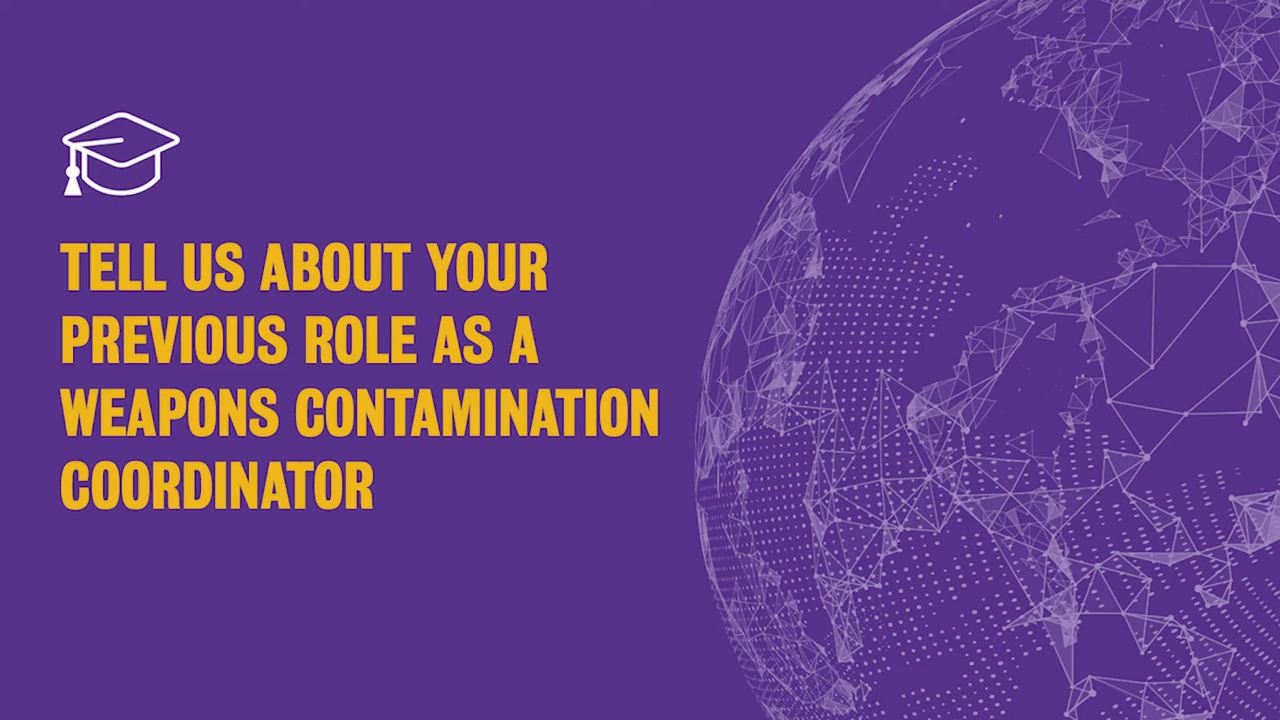 TELL US ABOUT YOUR
PREVIOUS ROLE AS A
WEAPONS CONTAMINATION
COORDINATOR